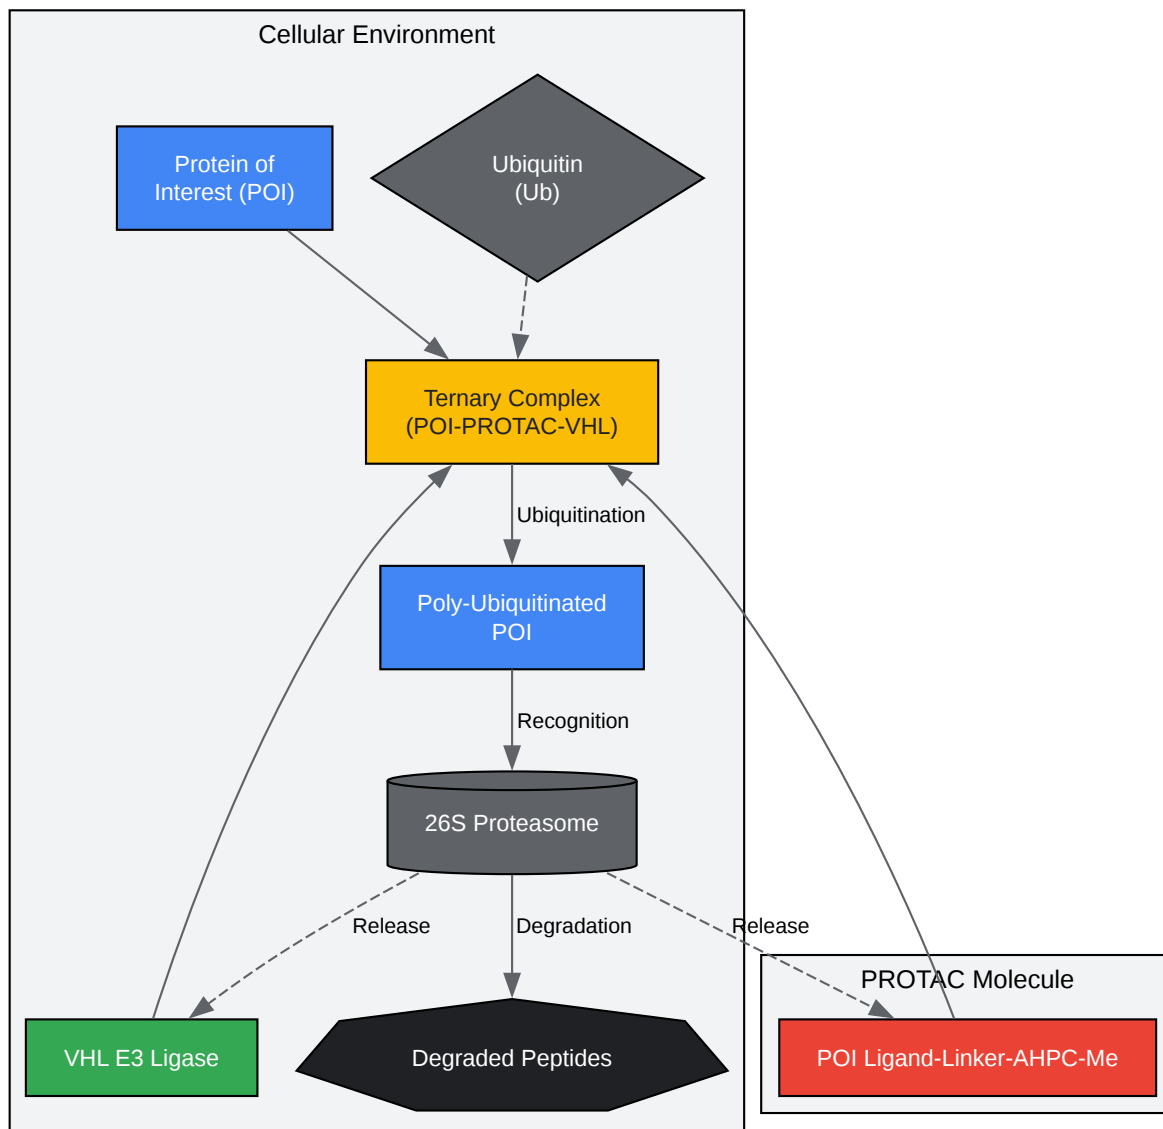 Cellular Environment
Protein of
Interest (POI)
Ubiquitin
(Ub)
Ternary Complex
(POI-PROTAC-VHL)
Ubiquitination
Poly-Ubiquitinated
POI
Recognition
26S Proteasome
Release
Degradation
Release
PROTAC Molecule
VHL E3 Ligase
Degraded Peptides
POI Ligand-Linker-AHPC-Me